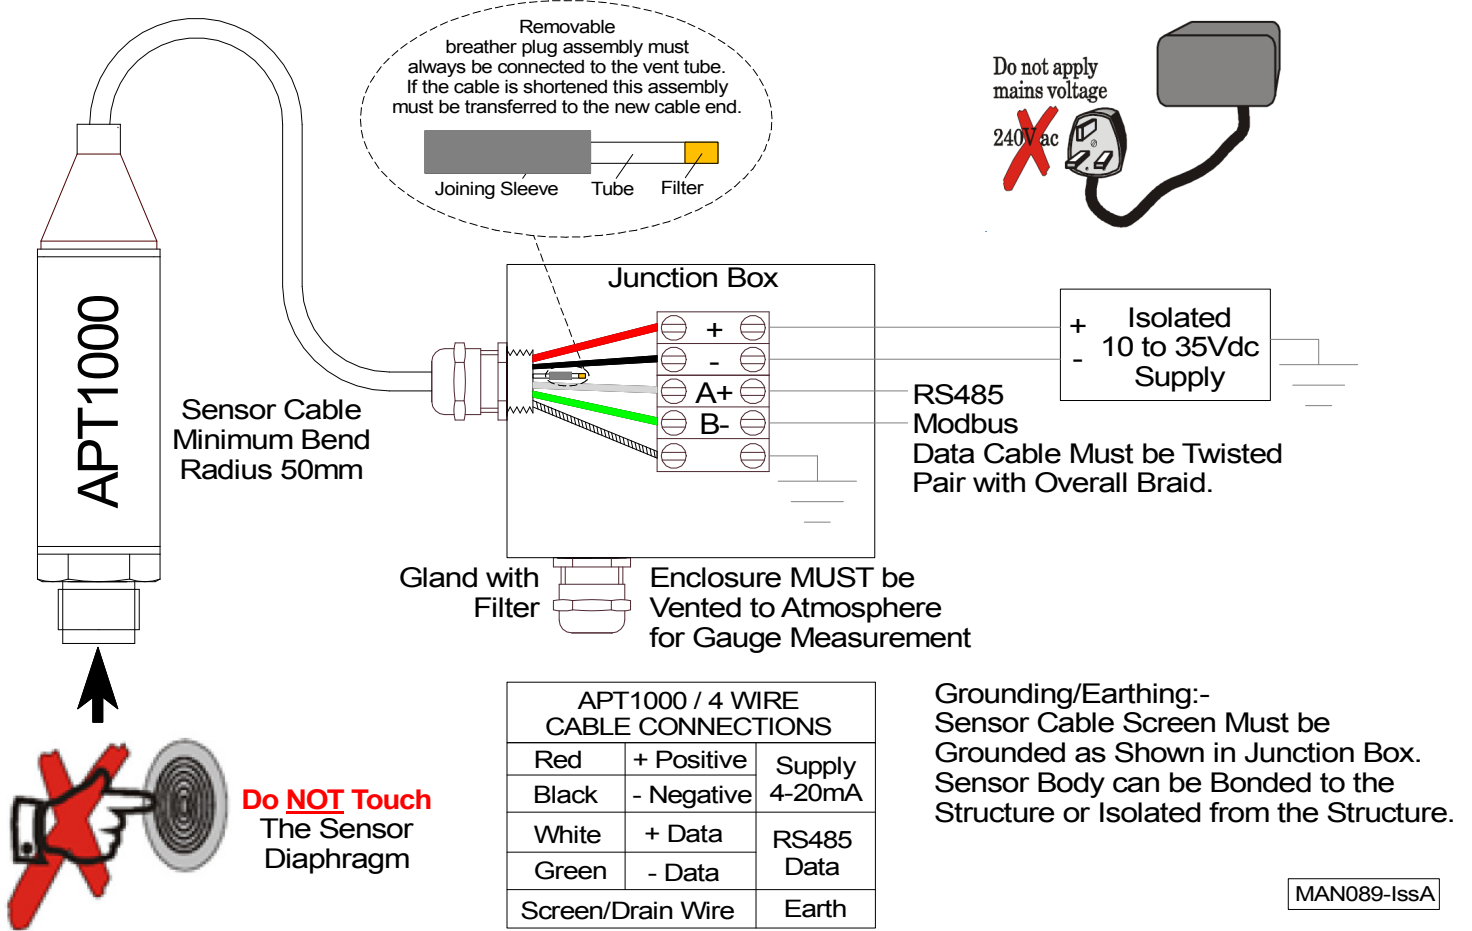 Removable
breather plug assembly must
always be connected to the vent tube.
If the cable is shortened this assembly
must be transferred to the new cable end.
Joining Sleeve
Tube
Filter
Do not apply
mains voltage
240V ac
APT1000
Sensor Cable
Minimum Bend
Radius 50mm
Junction Box
+
-
A+
B-
+
-
Isolated
10 to 35Vdc
Supply
RS485
Modbus
Data Cable Must be Twisted
Pair with Overall Braid.
Gland with
Filter
Enclosure MUST be
Vented to Atmosphere
for Gauge Measurement
Do NOT Touch
The Sensor
Diaphragm
APT1000 / 4 WIRE
CABLE CONNECTIONS
Red + Positive
Black - Negative
Supply
4-20mA
White + Data
Green - Data
RS485
Data
Screen/Drain Wire Earth
Grounding/Earthing:-
Sensor Cable Screen Must be
Grounded as Shown in Junction Box.
Sensor Body can be Bonded to the
Structure or Isolated from the Structure.
MAN089-IssA